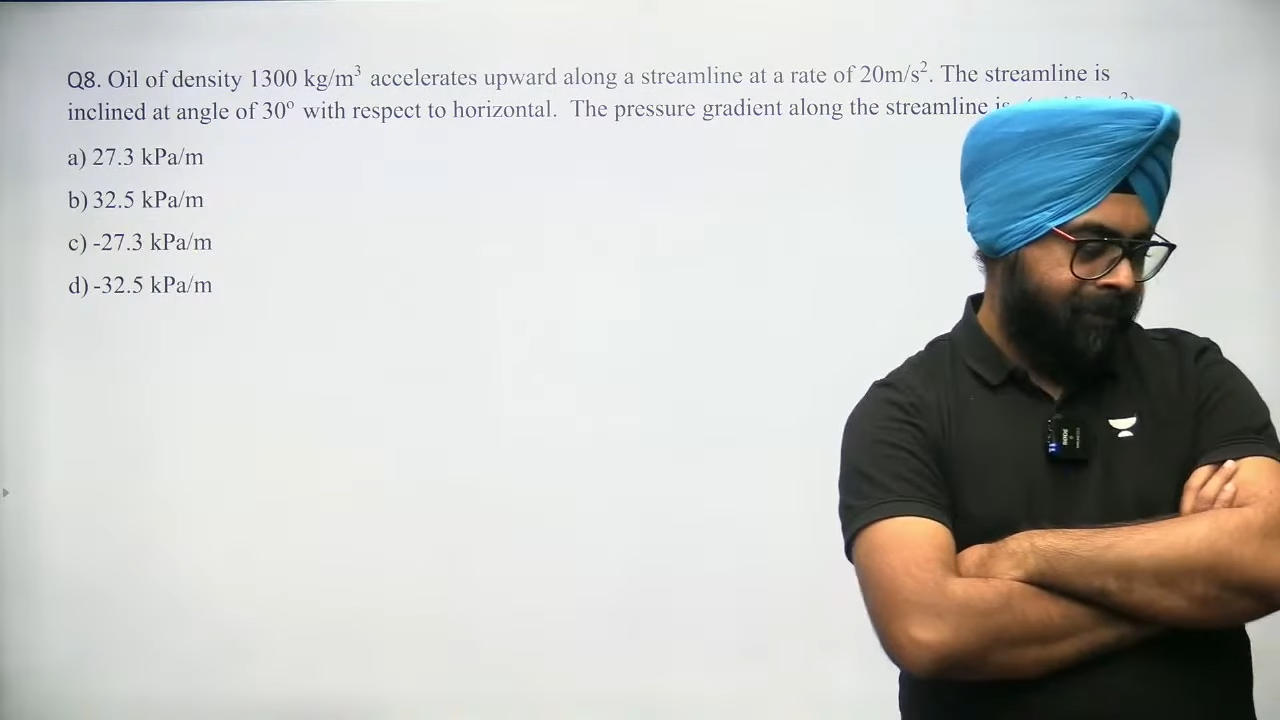 Q8. Oil of density 1300 kg/m³ accelerates upward along a streamline at a rate of 20m/s². The streamline is
inclined at angle of 30° with respect to horizontal. The pressure gradient along the streamline is
a) 27.3 kPa/m
b) 32.5 kPa/m
c) -27.3 kPa/m
d) -32.5 kPa/m